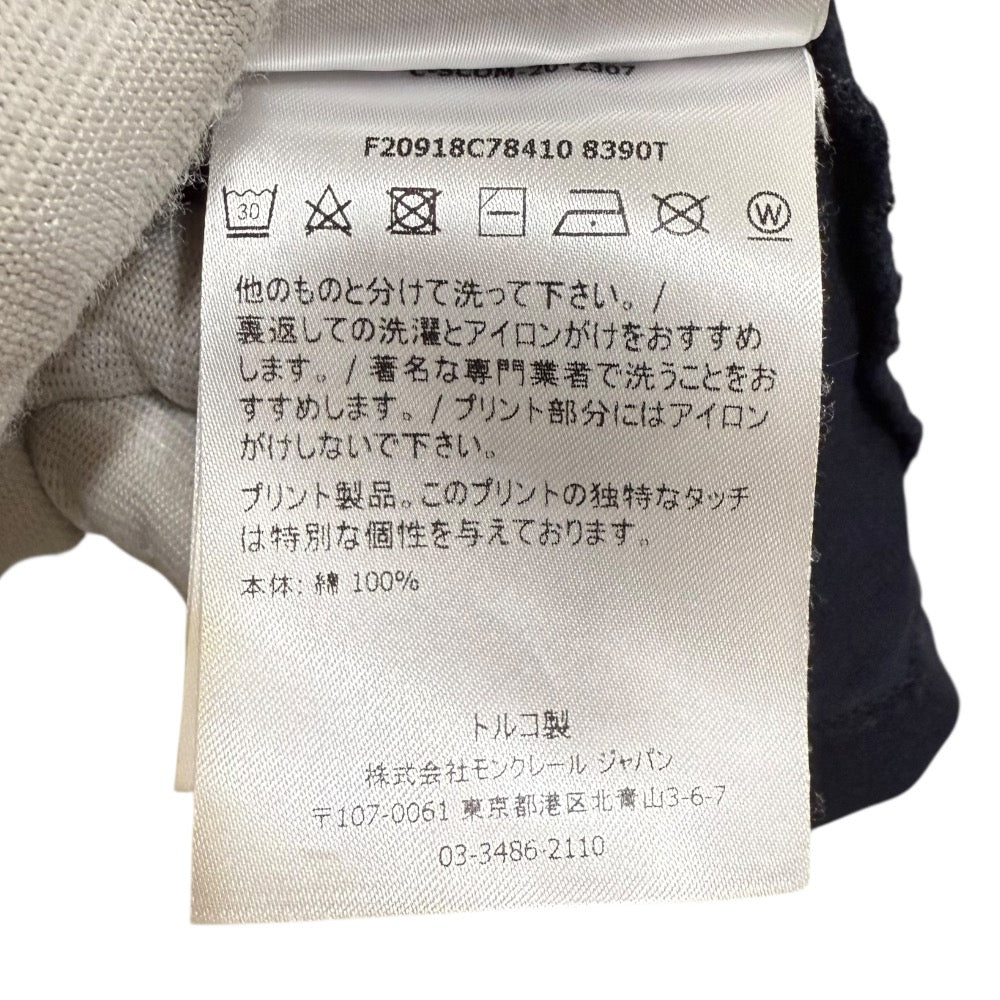 F20918C78410 8390T
30
W
他のものと分けて洗って下さい。/
裏返しての洗濯とアイロンがけをおすすめ
します。/ 著名な専門業者で洗うことをお
すすめします。/ プリント部分にはアイロン
がけしないで下さい。
プリント製品。このプリントの独特なタッチ
は特別な個性を与えております。
本体: 綿 100%
トルコ製
株式会社モンクレール ジャパン
〒107-0061 東京都港区北青山3-6-7
03-3486-2110